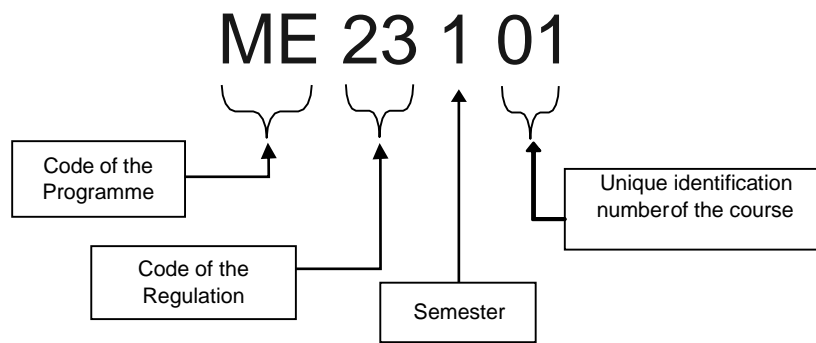 ME 23 1 01
Code of the
Programme
Unique identification
numberof the course
Code of the
Regulation
Semester